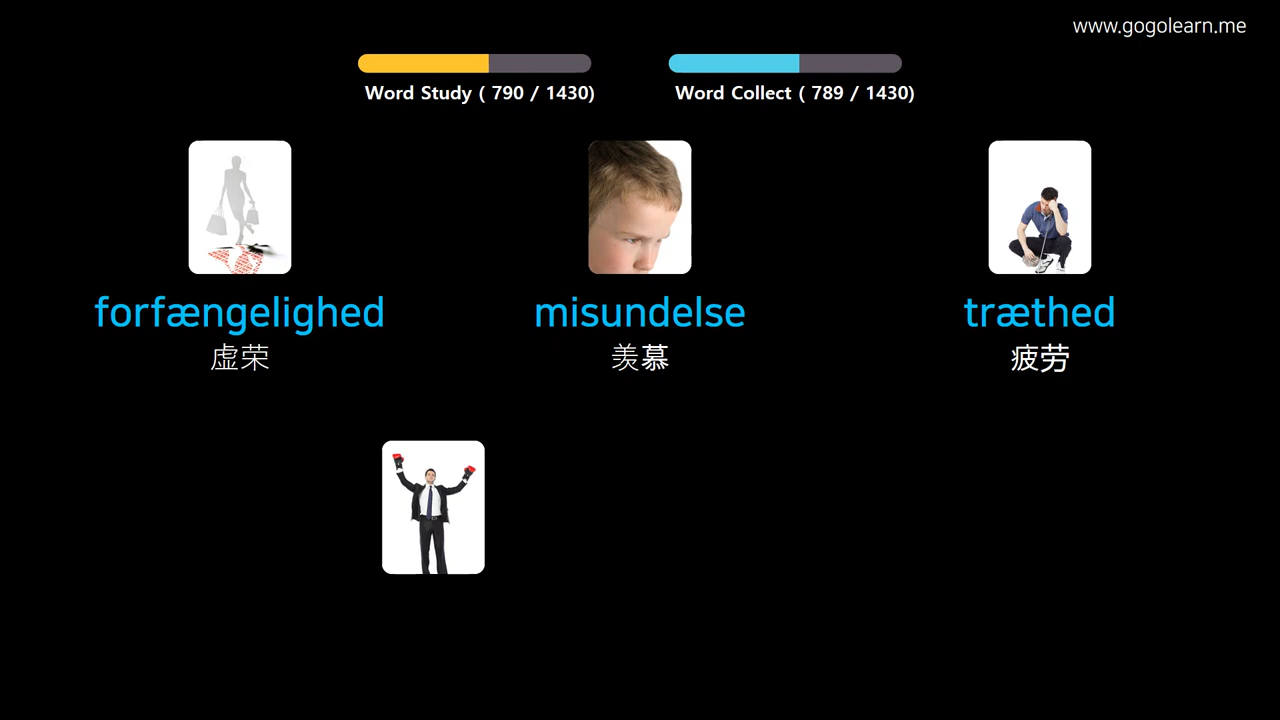 www.gogolearn.me
Word Study ( 790 / 1430)
Word Collect ( 789 / 1430)
forfængelighed
虚荣
misundelse
羡慕
træthed
疲劳